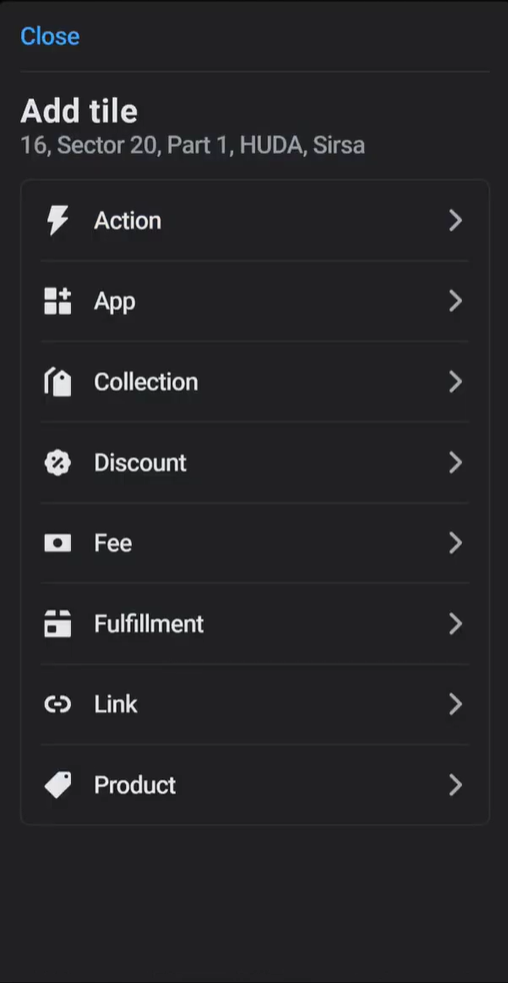 Close
Add tile
16, Sector 20, Part 1, HUDA, Sirsa
Action
App
Collection
Discount
Fee
Fulfillment
Link
Product